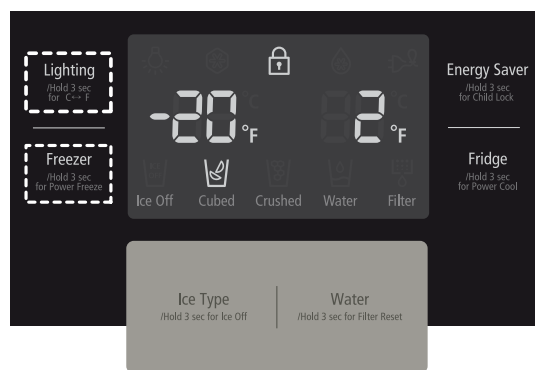 Lighting
/Hold 3 sec
for C↔ F
Freezer
/Hold 3 sec
for Power Freeze
-20 °F
2 °F
Ice Off Cubed Crushed Water Filter
Energy Saver
/Hold 3 sec
for Child Lock
Fridge
/Hold 3 sec
for Power Cool
Ice Type
/Hold 3 sec for Ice Off
Water
/Hold 3 sec for Filter Reset